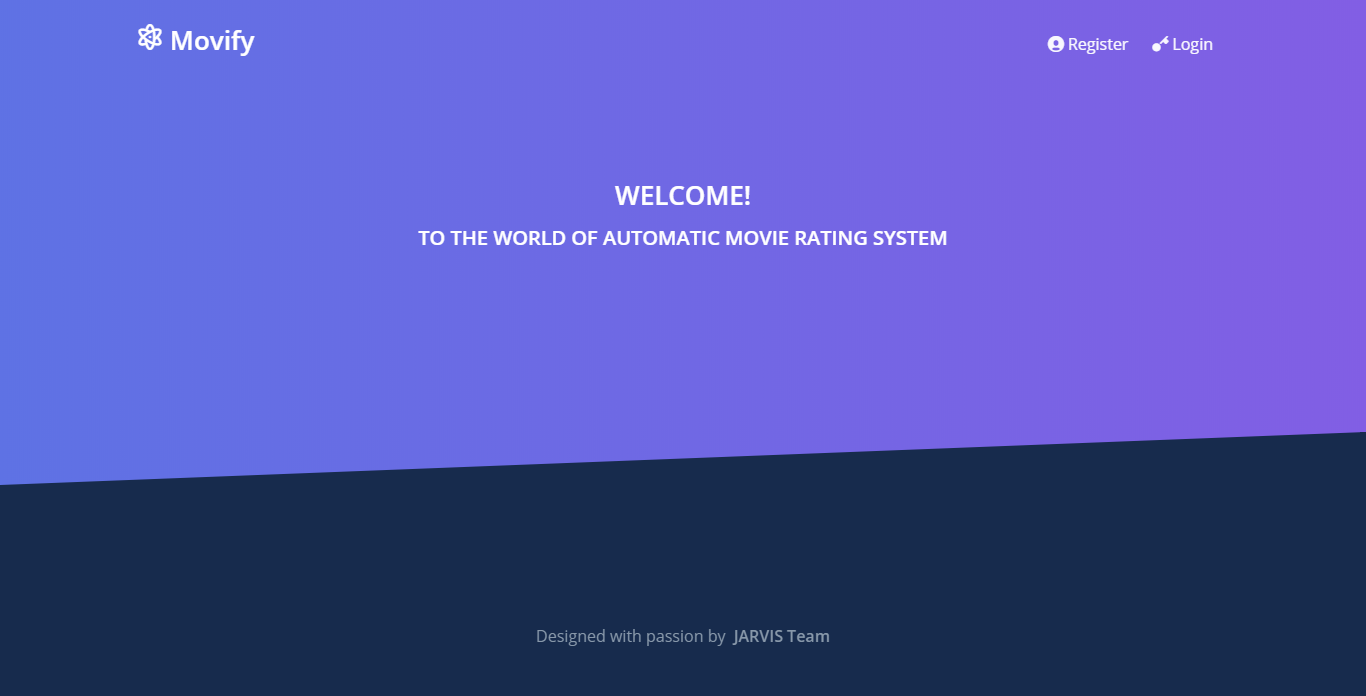 Movify
Register Login
WELCOME!
TO THE WORLD OF AUTOMATIC MOVIE RATING SYSTEM
Designed with passion by JARVIS Team